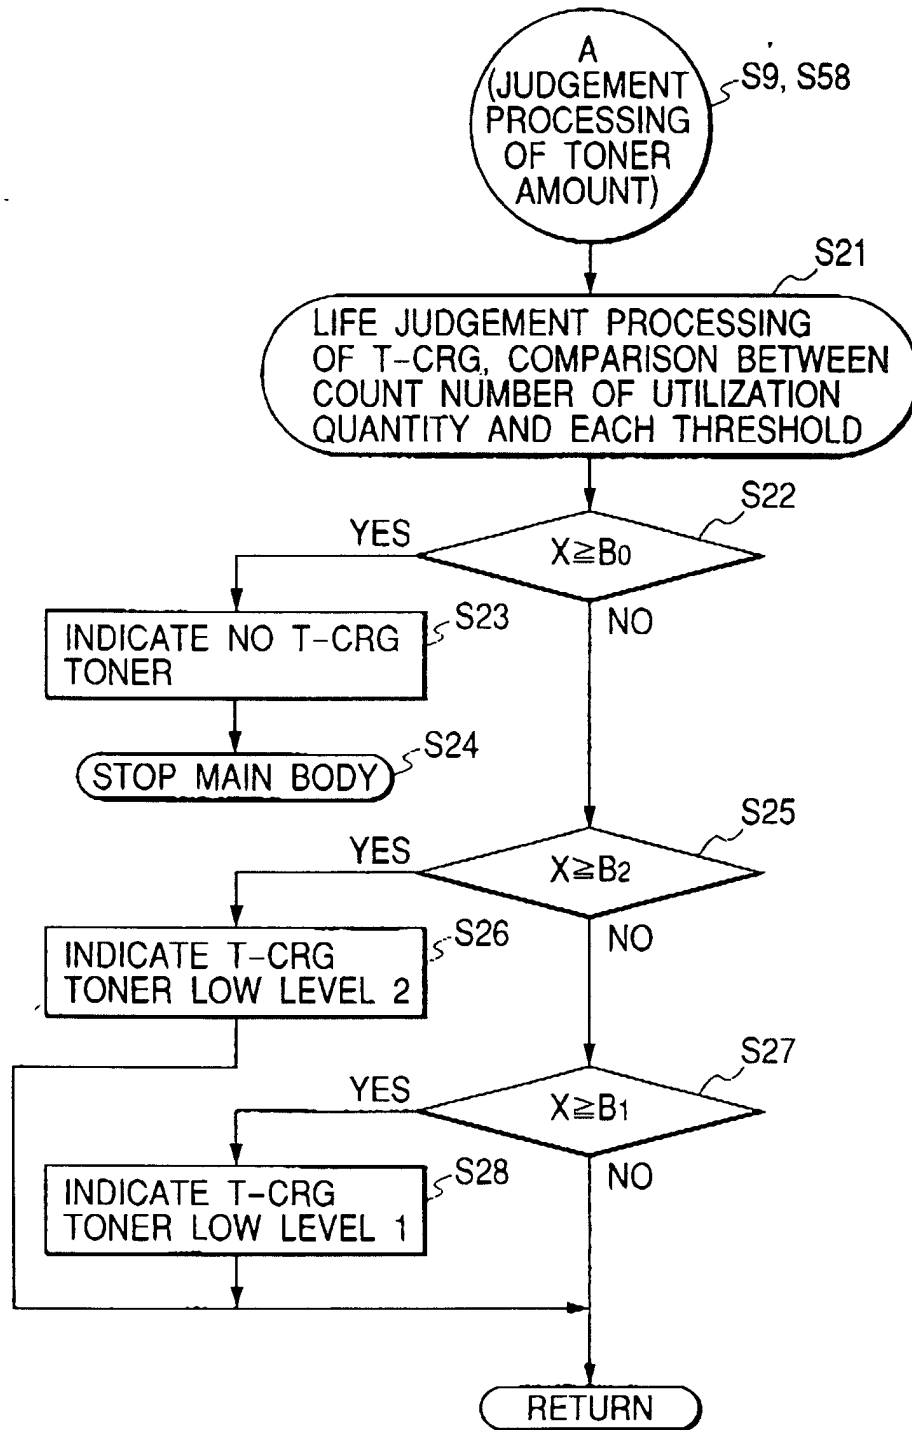 A
(JUDGEMENT
PROCESSING
OF TONER
AMOUNT)
S9, S58
S21
LIFE JUDGEMENT PROCESSING
OF T-CRG, COMPARISON BETWEEN
COUNT NUMBER OF UTILIZATION
QUANTITY AND EACH THRESHOLD
S22
YES
X≧B0
NO
S23
INDICATE NO T-CRG
TONER
S24
STOP MAIN BODY
S25
YES
X≧B2
NO
S26
INDICATE T-CRG
TONER LOW LEVEL 2
S27
YES
X≧B1
NO
S28
INDICATE T-CRG
TONER LOW LEVEL 1
RETURN